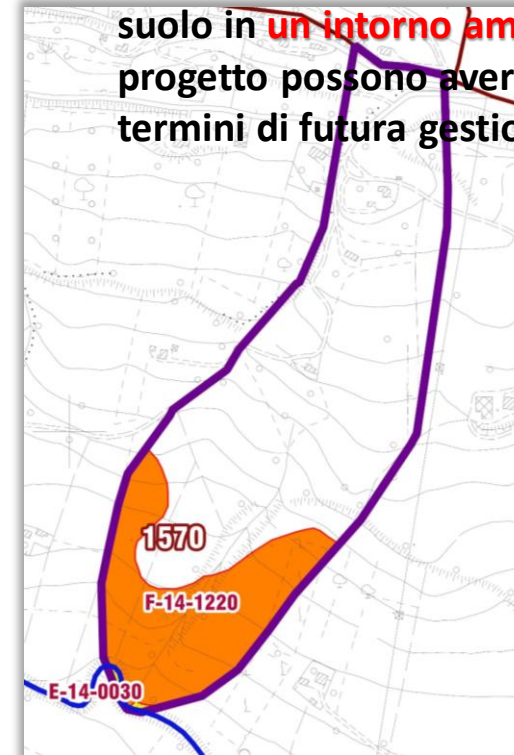 suolo in un intorno am
progetto possono aver
termini di futura gestio
1570
F-14-1220
E-14-0030